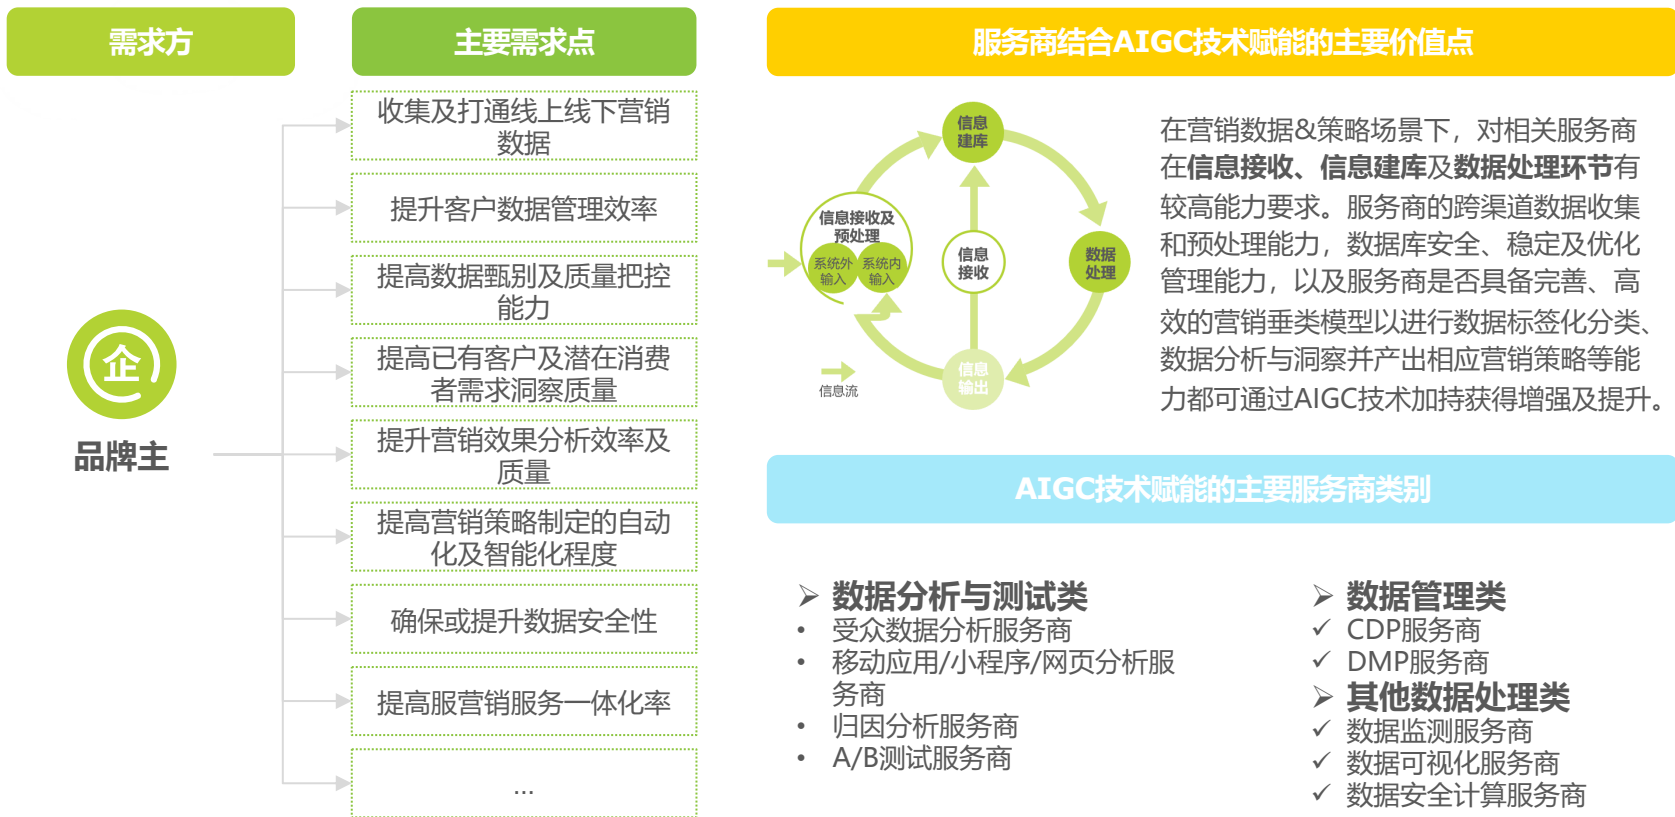 需求方
主要需求点
服务商结合AIGC技术赋能的主要价值点
企
品牌主
收集及打通线上线下营销
数据
提升客户数据管理效率
提高数据甄别及质量把控
能力
提高已有客户及潜在消费
者需求洞察质量
提升营销效果分析效率及
质量
提高营销策略制定的自动
化及智能化程度
确保或提升数据安全性
提高服营销服务一体化率
...
信息
建库
信息接收及
预处理
系统外
输入
系统内
输入
信息
接收
数据
处理
信息
输出
信息流
在营销数据&策略场景下，对相关服务商
在信息接收、信息建库及数据处理环节有
较高能力要求。服务商的跨渠道数据收集
和预处理能力，数据库安全、稳定及优化
管理能力，以及服务商是否具备完善、高
效的营销垂类模型以进行数据标签化分类、
数据分析与洞察并产出相应营销策略等能
力都可通过AIGC技术加持获得增强及提升。
AIGC技术赋能的主要服务商类别
➢ 数据分析与测试类
• 受众数据分析服务商
• 移动应用/小程序/网页分析服
务商
• 归因分析服务商
• A/B测试服务商
➢ 数据管理类
✓ CDP服务商
✓ DMP服务商
➢ 其他数据处理类
✓ 数据监测服务商
✓ 数据可视化服务商
✓ 数据安全计算服务商